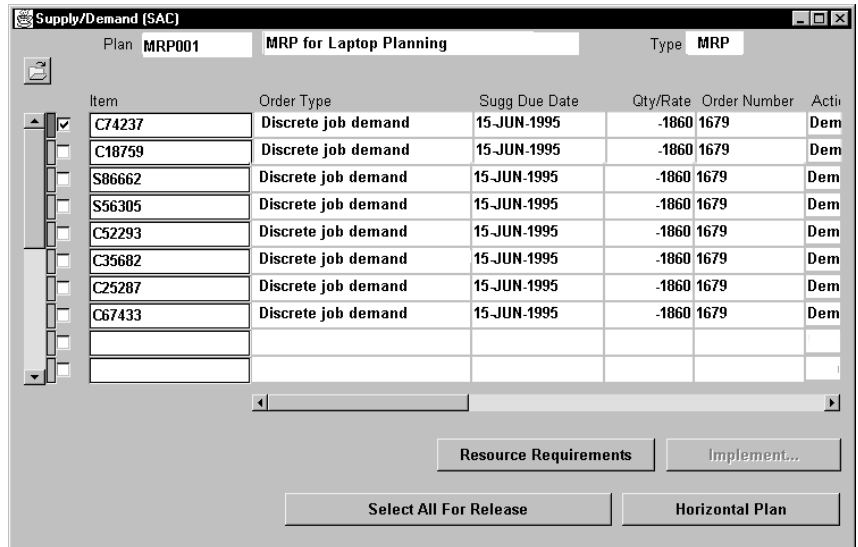 Supply/Demand (SAC)
Plan MRP001 MRP for Laptop Planning Type MRP
Item Order Type Sugg Due Date Qty/Rate Order Number Acti
C74237 Discrete job demand 15-JUN-1995 -1860 1679 Dem
C18759 Discrete job demand 15-JUN-1995 -1860 1679 Dem
S86662 Discrete job demand 15-JUN-1995 -1860 1679 Dem
S56305 Discrete job demand 15-JUN-1995 -1860 1679 Dem
C52293 Discrete job demand 15-JUN-1995 -1860 1679 Dem
C35682 Discrete job demand 15-JUN-1995 -1860 1679 Dem
C25287 Discrete job demand 15-JUN-1995 -1860 1679 Dem
C67433 Discrete job demand 15-JUN-1995 -1860 1679 Dem
Resource Requirements Implement...
Select All For Release Horizontal Plan